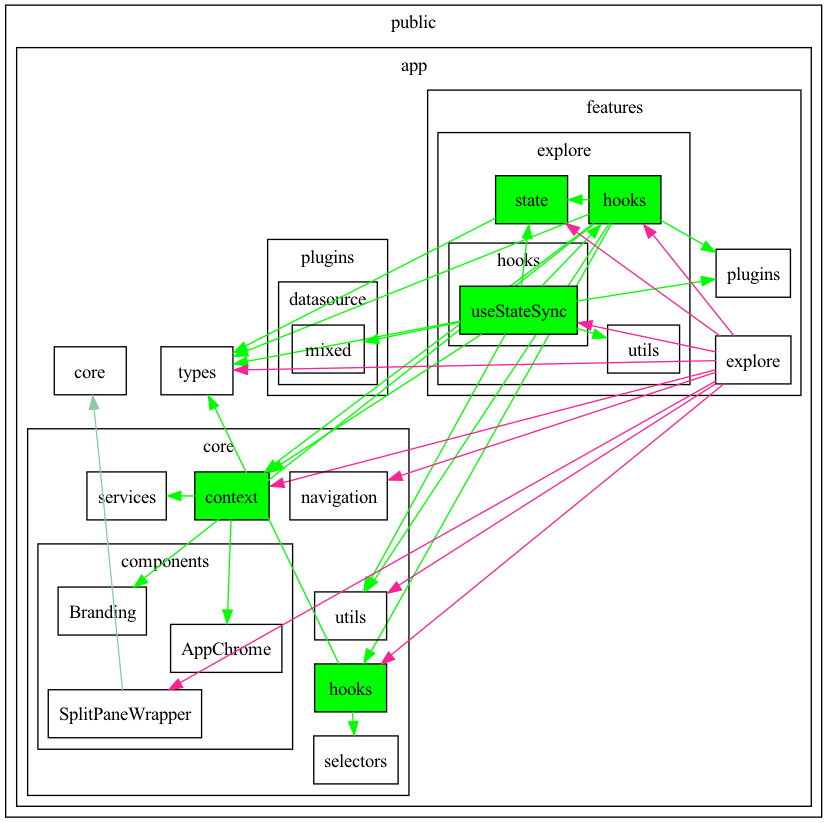 public
app
features
explore
state
hooks
plugins
hooks
plugins
datasource
useStateSync
mixed
utils
core
types
explore
core
services
context
navigation
components
Branding
utils
AppChrome
hooks
SplitPaneWrapper
selectors